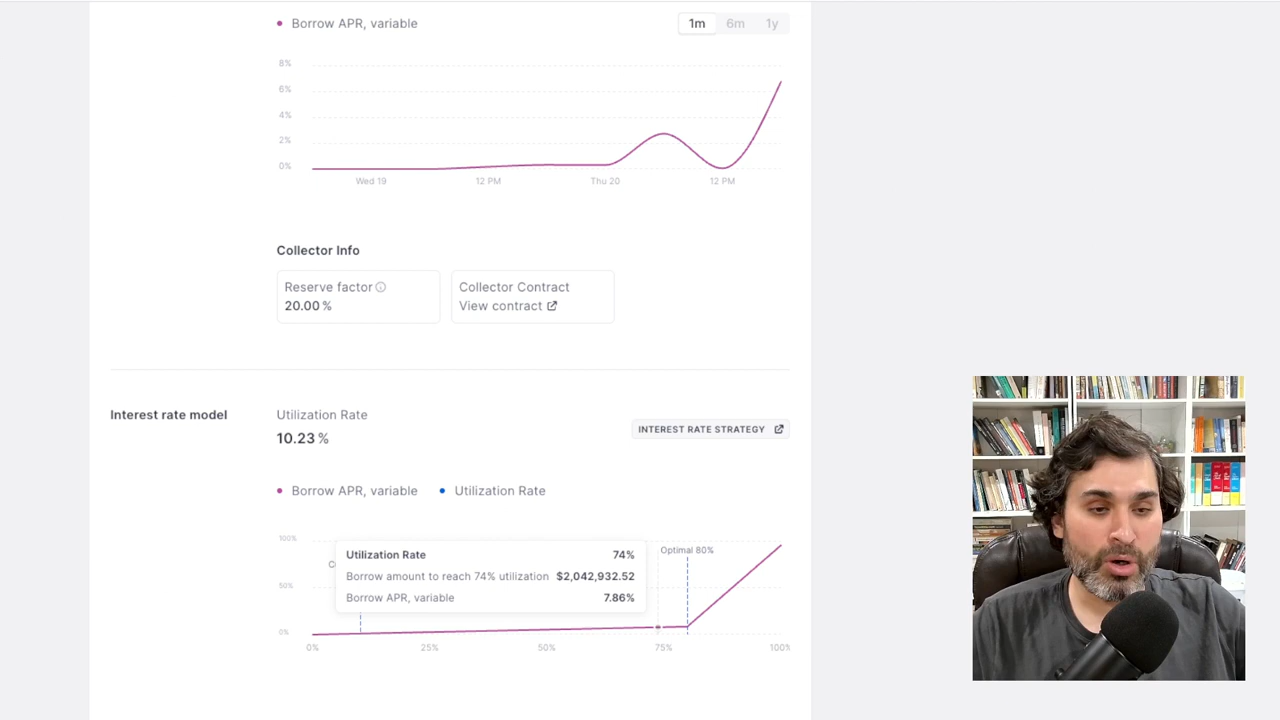 Borrow APR, variable
1m 6m 1y
8%
6%
4%
2%
0%
Wed 19 12 PM Thu 20 12 PM
Collector Info
Reserve factor
20.00 %
Collector Contract
View contract
Interest rate model
Utilization Rate
10.23 %
INTEREST RATE STRATEGY
Borrow APR, variable Utilization Rate
100%
50%
0%
Optimal 80%
Utilization Rate 74%
Borrow amount to reach 74% utilization $2,042,932.52
Borrow APR, variable 7.86%
0% 25% 50% 75% 100%